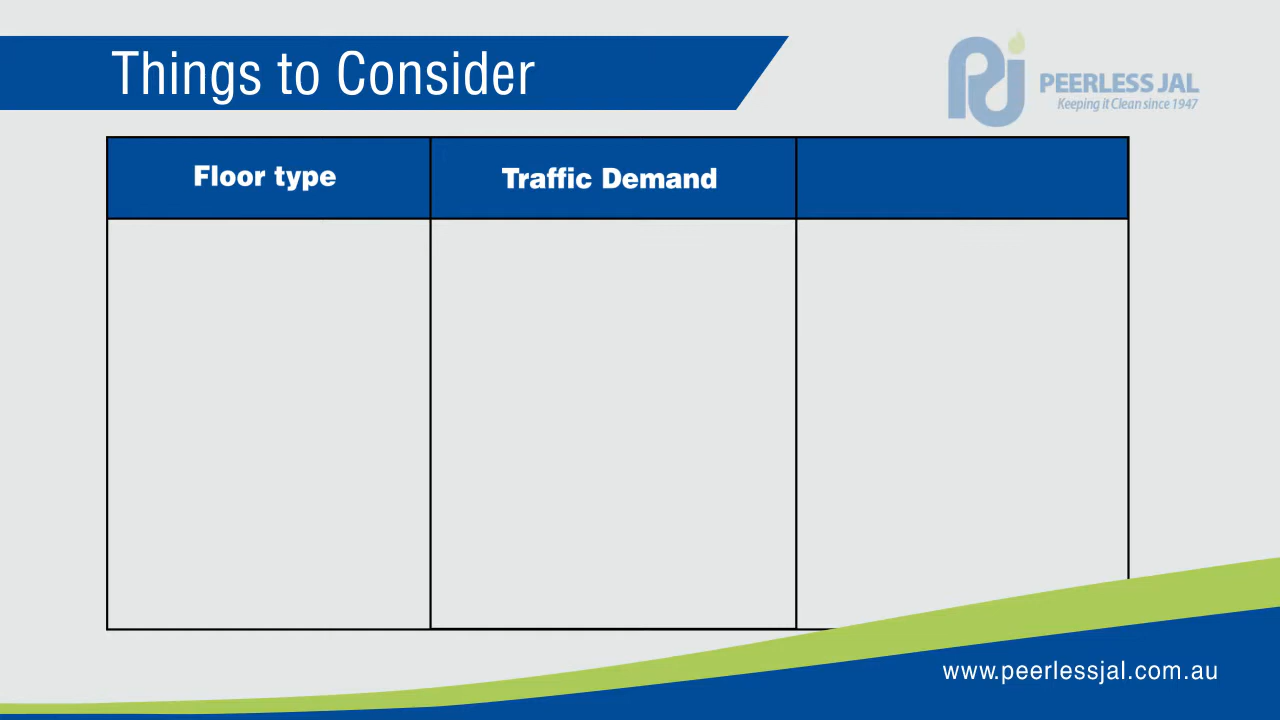 Things to Consider
PEERLESS JAL
Keeping it Clean since 1947
Floor type
Traffic Demand
www.peerlessjal.com.au